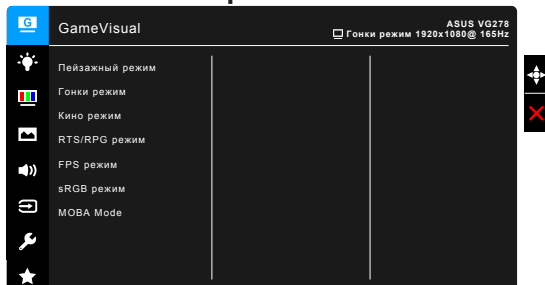 G
GameVisual
ASUS VG278
Гонки режим 1920x1080@ 165Hz
Пейзажный режим
Гонки режим
Кино режим
RTS/RPG режим
FPS режим
sRGB режим
MOBA Mode